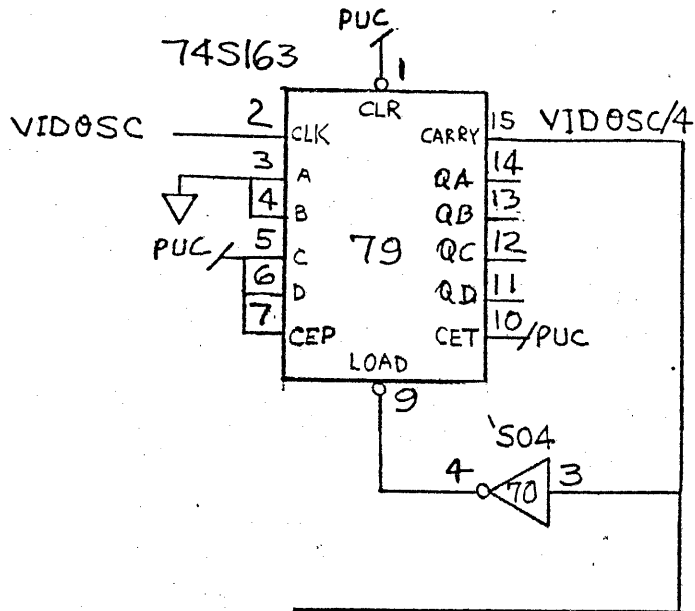 PUC
74S163
1
CLR
VIDOSC 2 CLK CARRY 15 VIDOSC/4
3 A QA 14
4 B QB 13
PUC 5 C 79 QC 12
6 D QD 11
7 CEP CET 10 PUC
LOAD
9
'S04
4 70 3